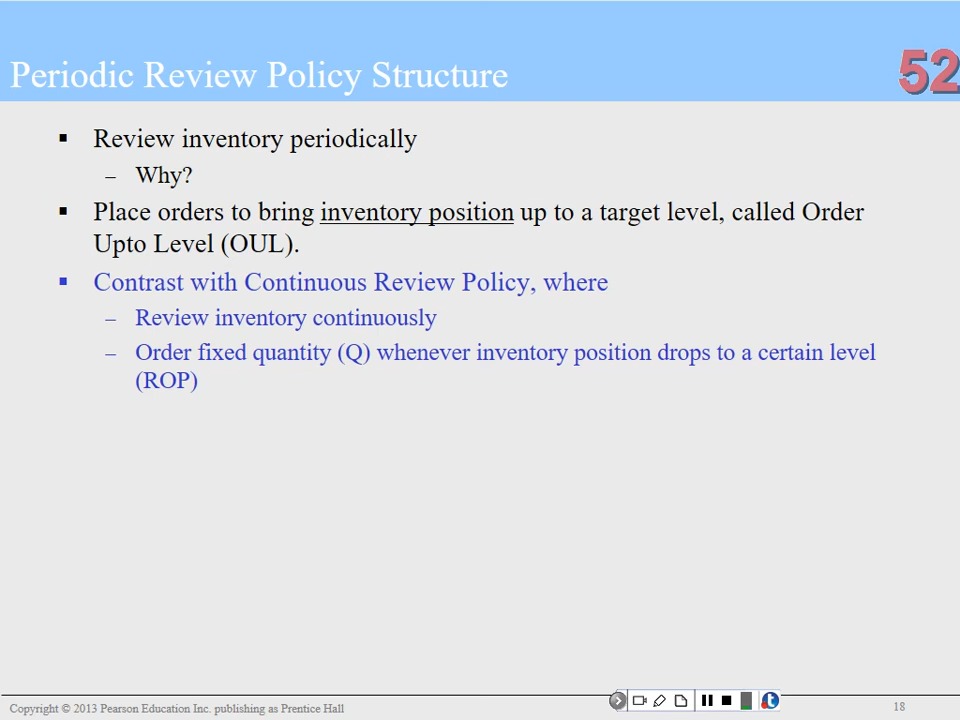 Periodic Review Policy Structure
52
▪ Review inventory periodically
– Why?
▪ Place orders to bring inventory position up to a target level, called Order
Upto Level (OUL).
▪ Contrast with Continuous Review Policy, where
– Review inventory continuously
– Order fixed quantity (Q) whenever inventory position drops to a certain level
(ROP)
Copyright © 2013 Pearson Education Inc. publishing as Prentice Hall
t
18